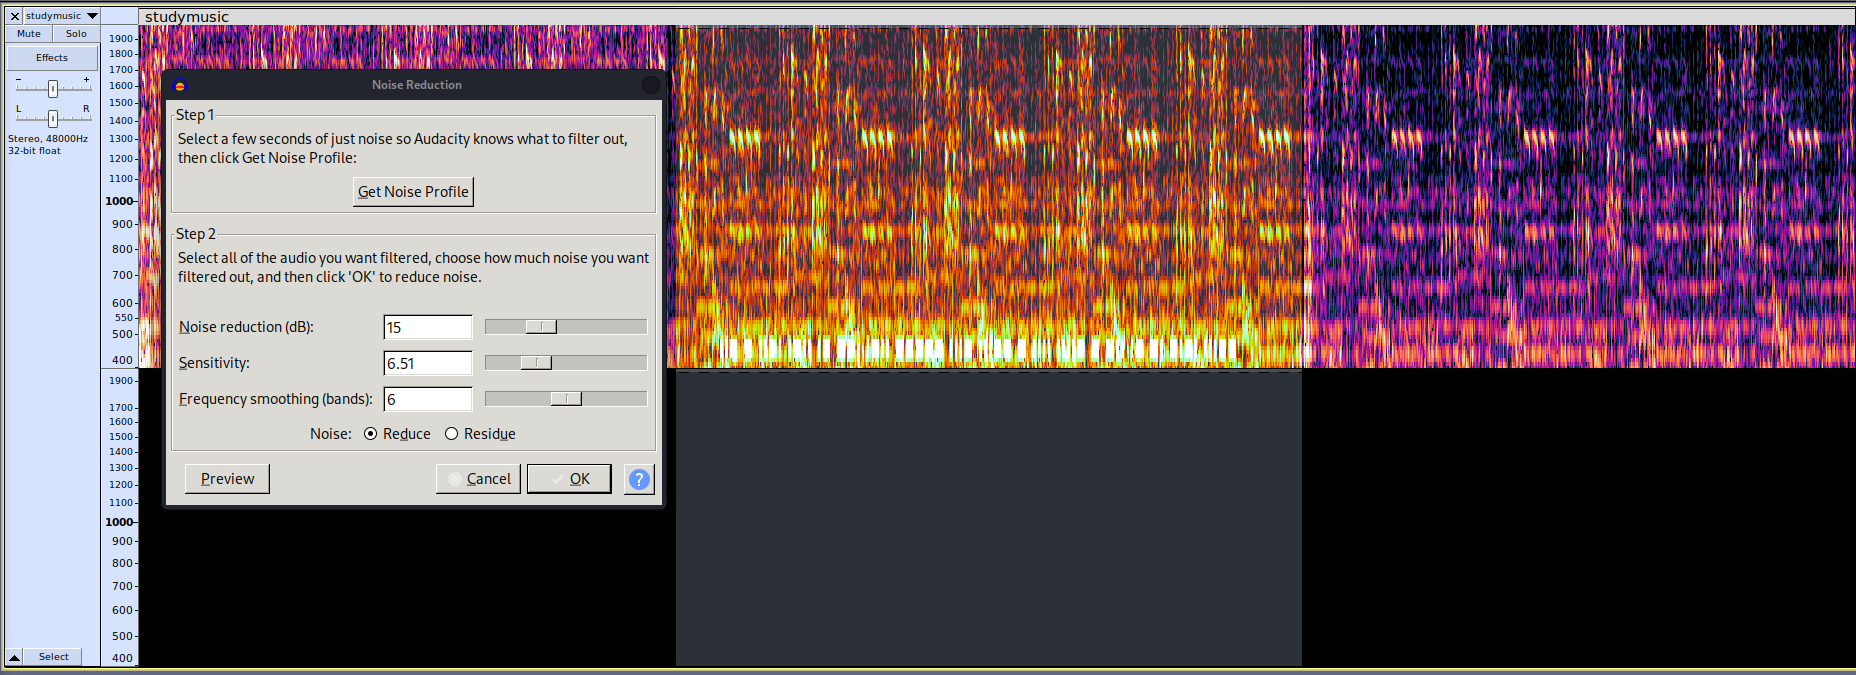 studymusic
studymusic
Mute Solo
Effects
- +
L R
Stereo, 48000Hz
32-bit float
Select
1900
1800
1700
1600
1500
1400
1300
1200
1100
1000
900
800
700
600
550
500
400
1900
1700
1600
1500
1400
1300
1200
1100
1000
900
800
700
600
500
400
Noise Reduction
Step 1
Select a few seconds of just noise so Audacity knows what to filter out,
then click Get Noise Profile:
Get Noise Profile
Step 2
Select all of the audio you want filtered, choose how much noise you want
filtered out, and then click 'OK' to reduce noise.
Noise reduction (dB): 15
Sensitivity: 6.51
Frequency smoothing (bands): 6
Noise: Reduce Residue
Preview Cancel OK ?